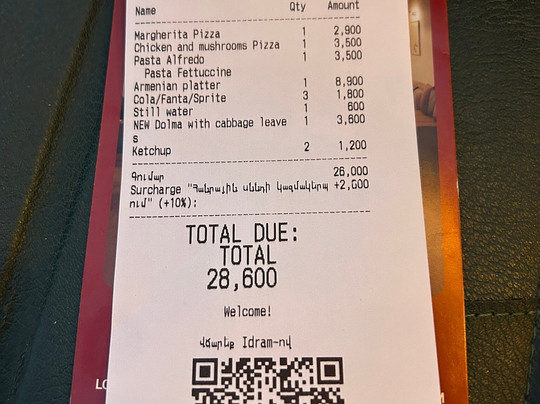 Name Qty Amount
Margherita Pizza 1 2,900
Chicken and mushrooms Pizza 1 3,500
Pasta Alfredo 1 3,500
Pasta Fettuccine
Armenian platter 1 8,900
Cola/Fanta/Sprite 3 1,800
Still water 1 600
NEW Dolma with cabbage leave 1 3,600
s
Ketchup 2 1,200
Գումար 26,000
Surcharge "Հանրային սննդի կազմակերպ +2,600
ում" (+10%):
TOTAL DUE:
TOTAL
28,600
Welcome!
Վճարեք Idram-ով